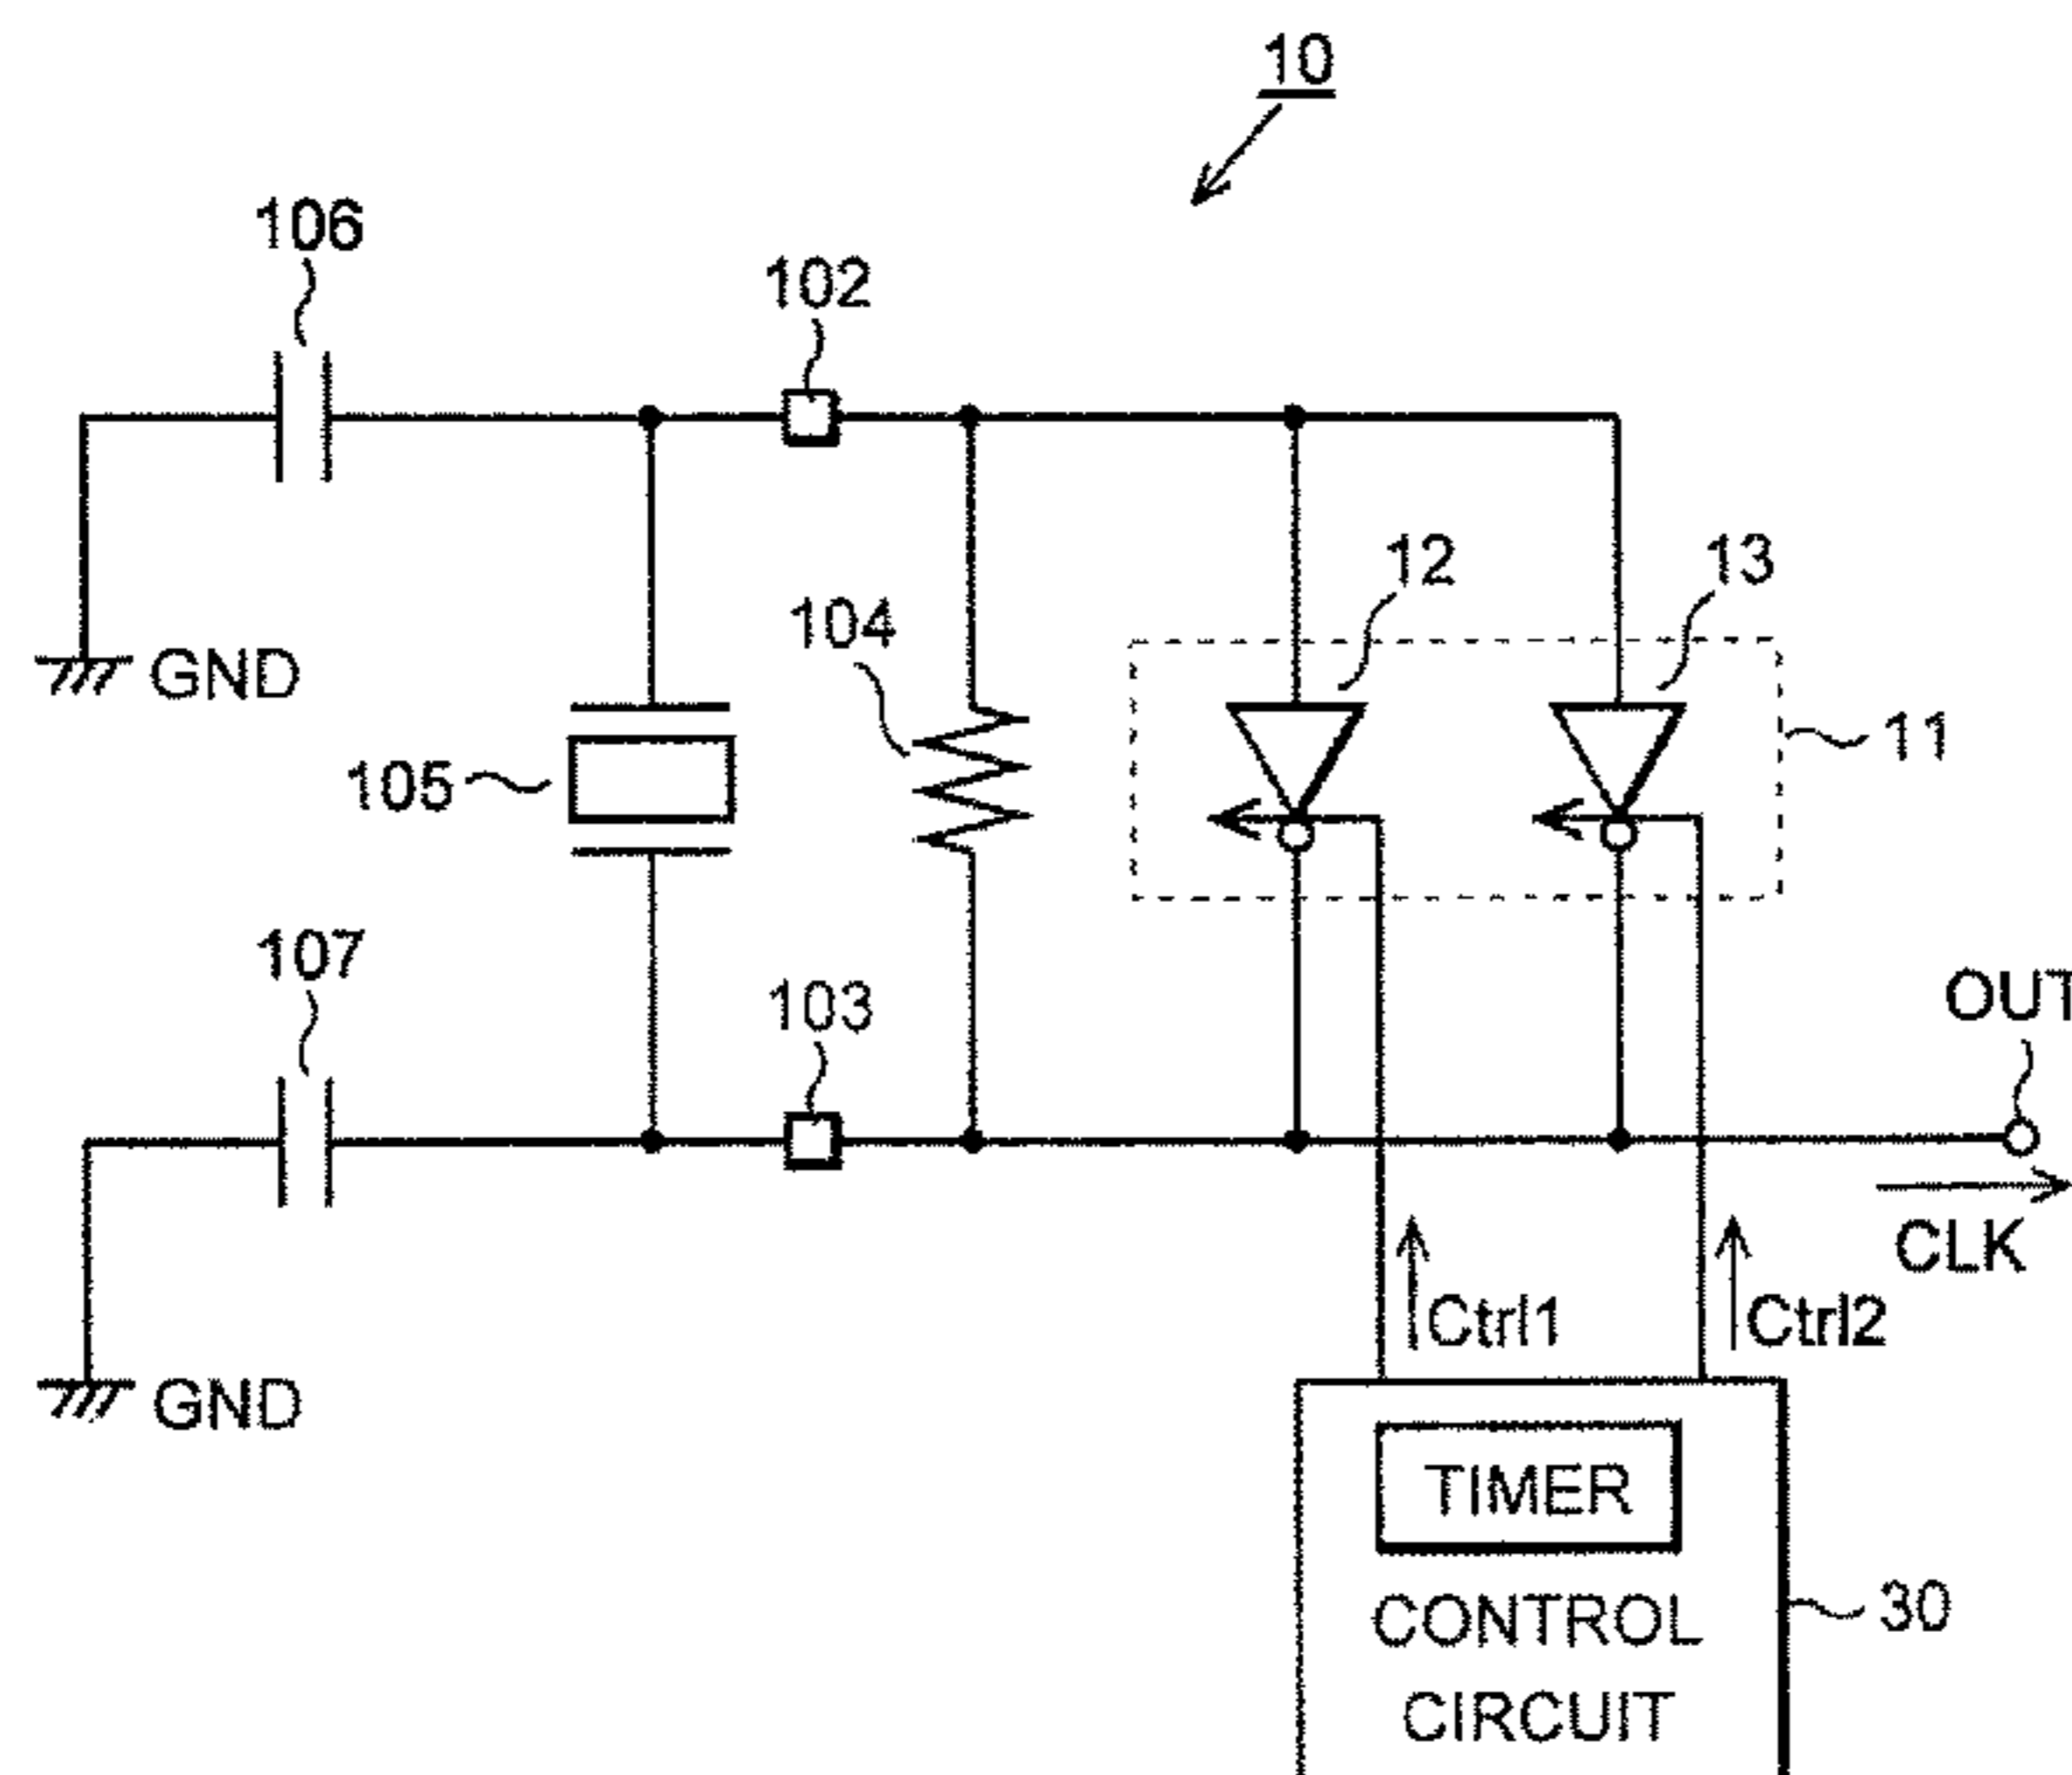 10
106
102
12
13
104
GND
11
105
107
103
OUT
CLK
Ctrl1
Ctrl2
GND
TIMER
30
CONTROL
CIRCUIT